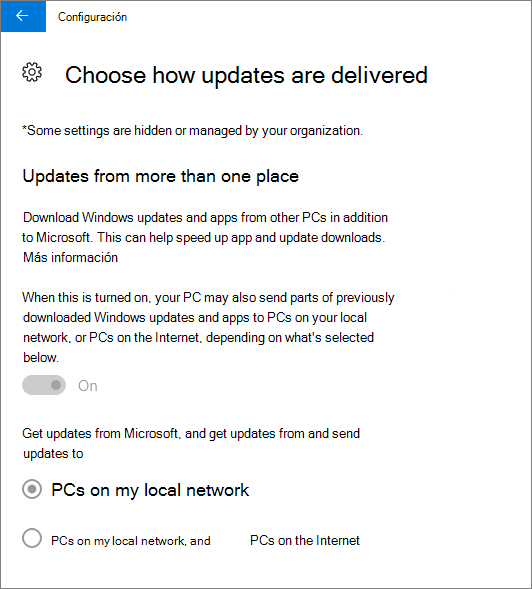 Configuración
Choose how updates are delivered
*Some settings are hidden or managed by your organization.
Updates from more than one place
Download Windows updates and apps from other PCs in addition
to Microsoft. This can help speed up app and update downloads.
Más información
When this is turned on, your PC may also send parts of previously
downloaded Windows updates and apps to PCs on your local
network, or PCs on the Internet, depending on what's selected
below.
On
Get updates from Microsoft, and get updates from and send
updates to
PCs on my local network
PCs on my local network, and PCs on the Internet